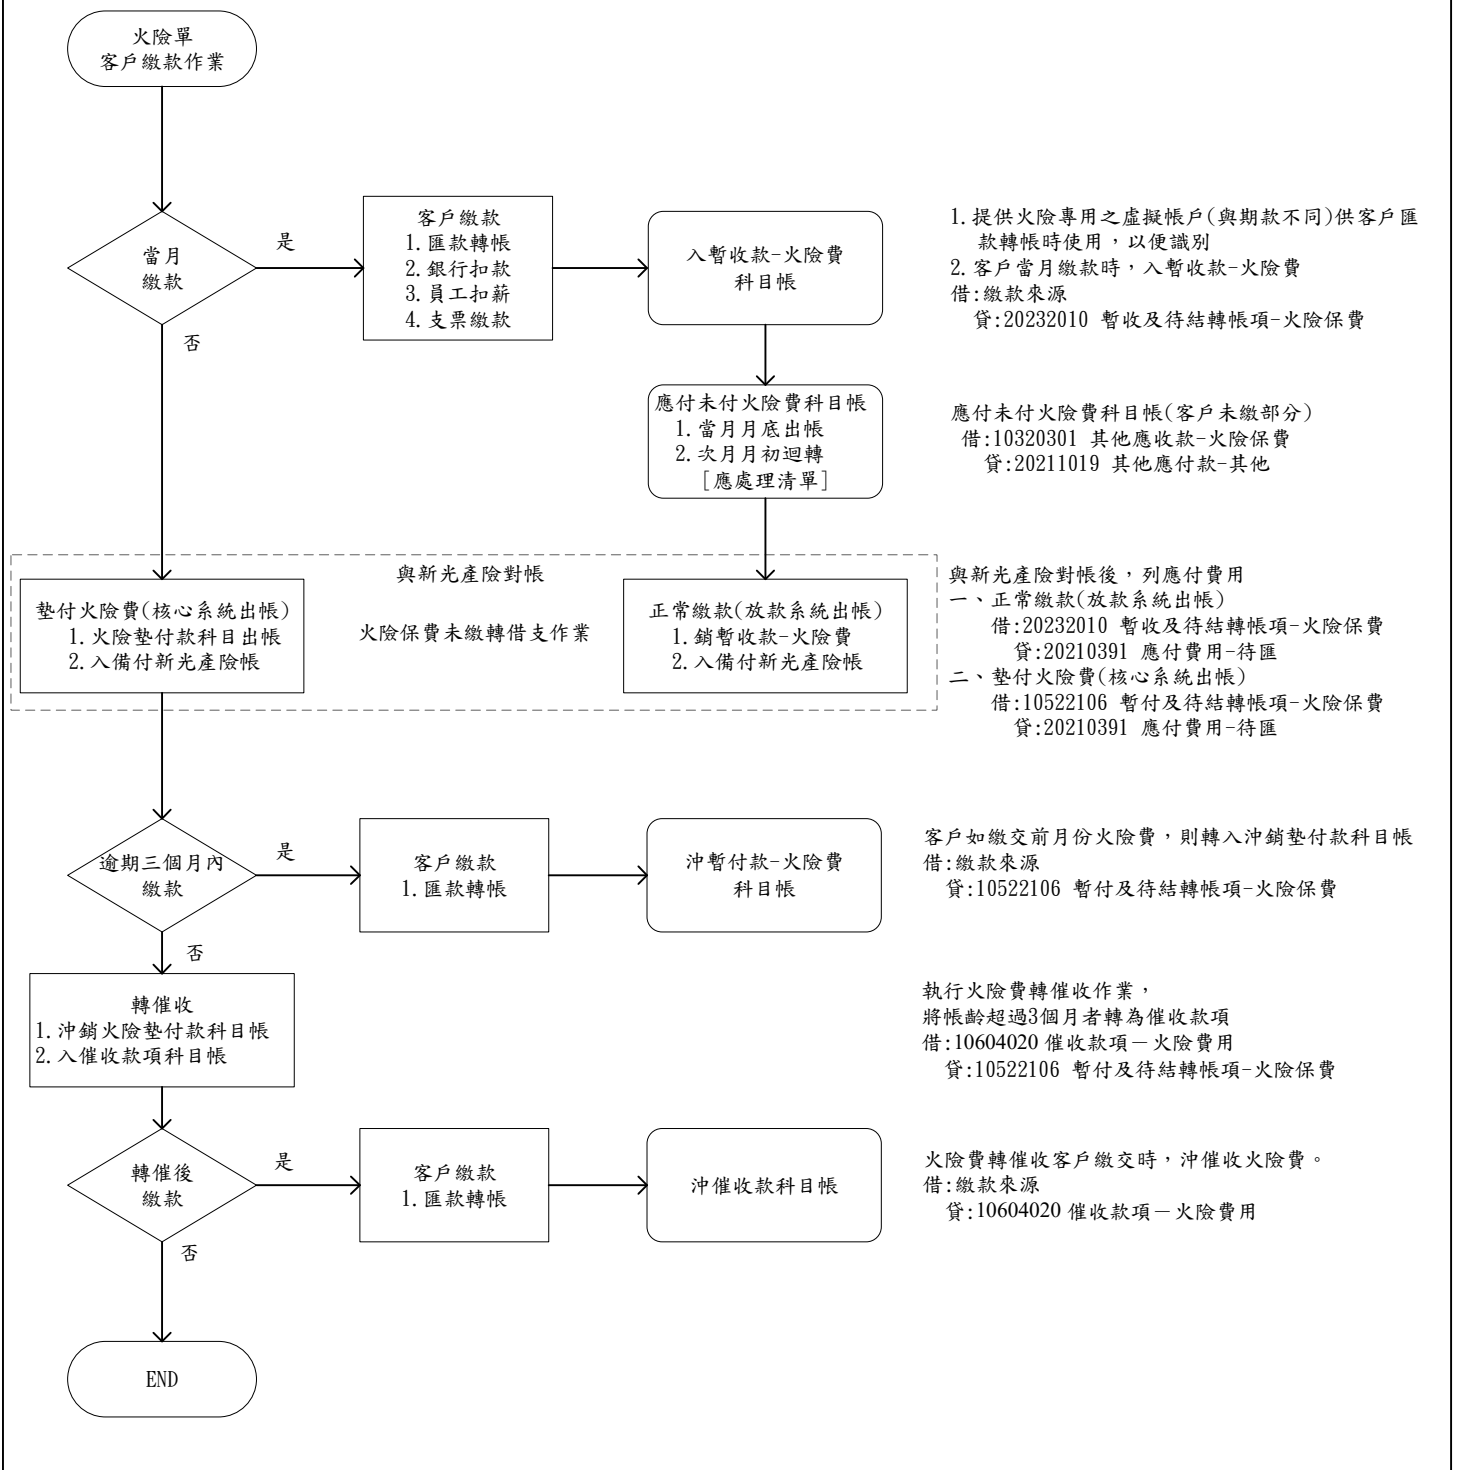 火險單
客戶繳款作業
當月
繳款
是
否
客戶繳款
1.匯款轉帳
2.銀行扣款
3.員工扣薪
4.支票繳款
入暫收款-火險費
科目帳
1.提供火險專用之虛擬帳戶(與期款不同)供客戶匯
款轉帳時使用，以便識別
2.客戶當月繳款時，入暫收款-火險費
借:繳款來源
貸:20232010 暫收及待結轉帳項-火險保費
應付未付火險費科目帳
1.當月月底出帳
2.次月月初迴轉
[應處理清單]
應付未付火險費科目帳(客戶未繳部分)
借:10320301 其他應收款-火險保費
貸:20211019 其他應付款-其他
與新光產險對帳
火險保費未繳轉借支作業
墊付火險費(核心系統出帳)
1.火險墊付款科目出帳
2.入備付新光產險帳
正常繳款(放款系統出帳)
1.銷暫收款-火險費
2.入備付新光產險帳
與新光產險對帳後，列應付費用
一、正常繳款(放款系統出帳)
借:20232010 暫收及待結轉帳項-火險保費
貸:20210391 應付費用-待匯
二、墊付火險費(核心系統出帳)
借:10522106 暫付及待結轉帳項-火險保費
貸:20210391 應付費用-待匯
逾期三個月內
繳款
是
否
客戶繳款
1.匯款轉帳
沖暫付款-火險費
科目帳
客戶如繳交前月份火險費，則轉入沖銷墊付款科目帳
借:繳款來源
貸:10522106 暫付及待結轉帳項-火險保費
轉催收
1.沖銷火險墊付款科目帳
2.入催收款項科目帳
執行火險費轉催收作業，
將帳齡超過3個月者轉為催收款項
借:10604020 催收款項－火險費用
貸:10522106 暫付及待結轉帳項-火險保費
轉催後
繳款
是
否
客戶繳款
1.匯款轉帳
沖催收款科目帳
火險費轉催收客戶繳交時，沖催收火險費。
借:繳款來源
貸:10604020 催收款項－火險費用
END